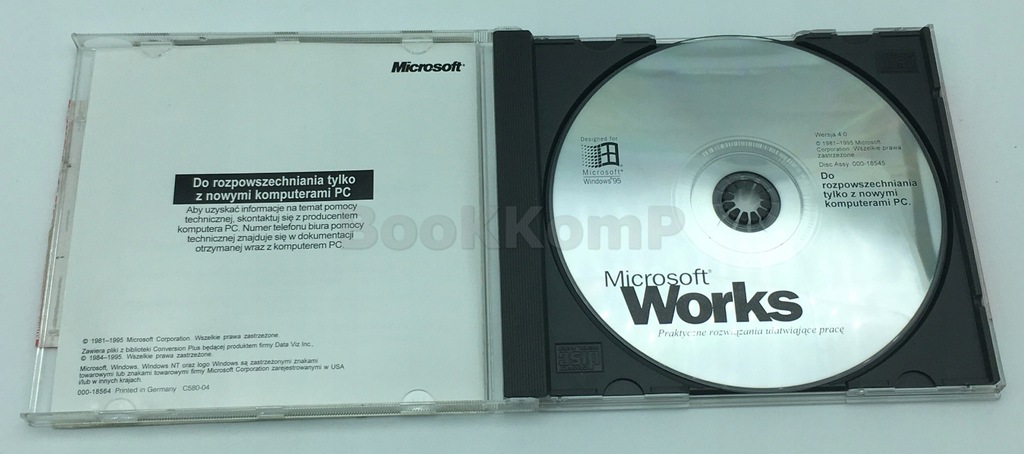 Microsoft
Do rozpowszechniania tylko
z nowymi komputerami PC
Aby uzyskać informacje na temat pomocy
technicznej, skontaktuj się z producentem
komputera PC. Numer telefonu biura pomocy
technicznej znajduje się w dokumentacji
otrzymanej wraz z komputerem PC.
© 1981–1995 Microsoft Corporation. Wszelkie prawa zastrzeżone.
Zawiera pliki z biblioteki Conversion Plus będącej produktem firmy Data Viz Inc.,
© 1984–1995. Wszelkie prawa zastrzeżone.
Microsoft, Windows, Windows NT oraz logo Windows są zastrzeżonymi znakami
towarowymi lub znakami towarowymi firmy Microsoft Corporation zarejestrowanymi w USA
i/lub w innych krajach.
000-18564 Printed in Germany C580-04
BooKKomP
Designed for
Microsoft®
Windows®95
Wersja 4.0
© 1981-1995 Microsoft
Corporation. Wszelkie prawa
zastrzeżone.
Disc Assy. 000-18545
Do
rozpowszechniania
tylko z nowymi
komputerami PC.
Microsoft®
Works
Praktyczne rozwiązania ułatwiające pracę